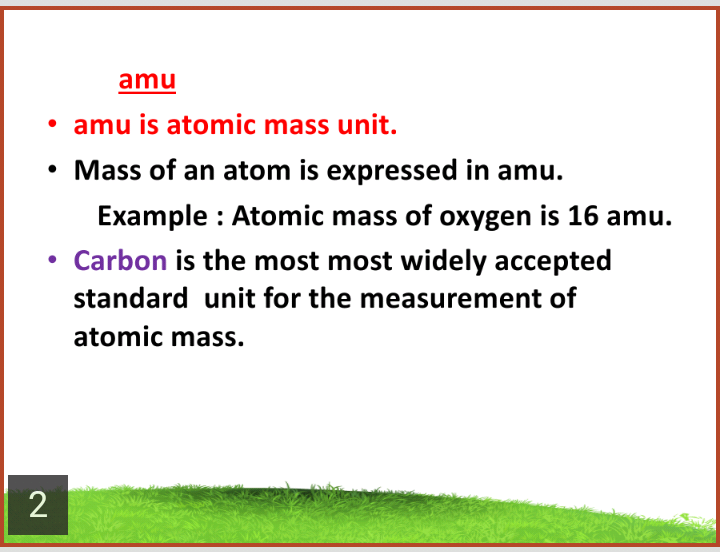 amu
• amu is atomic mass unit.
• Mass of an atom is expressed in amu.
Example : Atomic mass of oxygen is 16 amu.
• Carbon is the most most widely accepted
standard  unit for the measurement of
atomic mass.
2